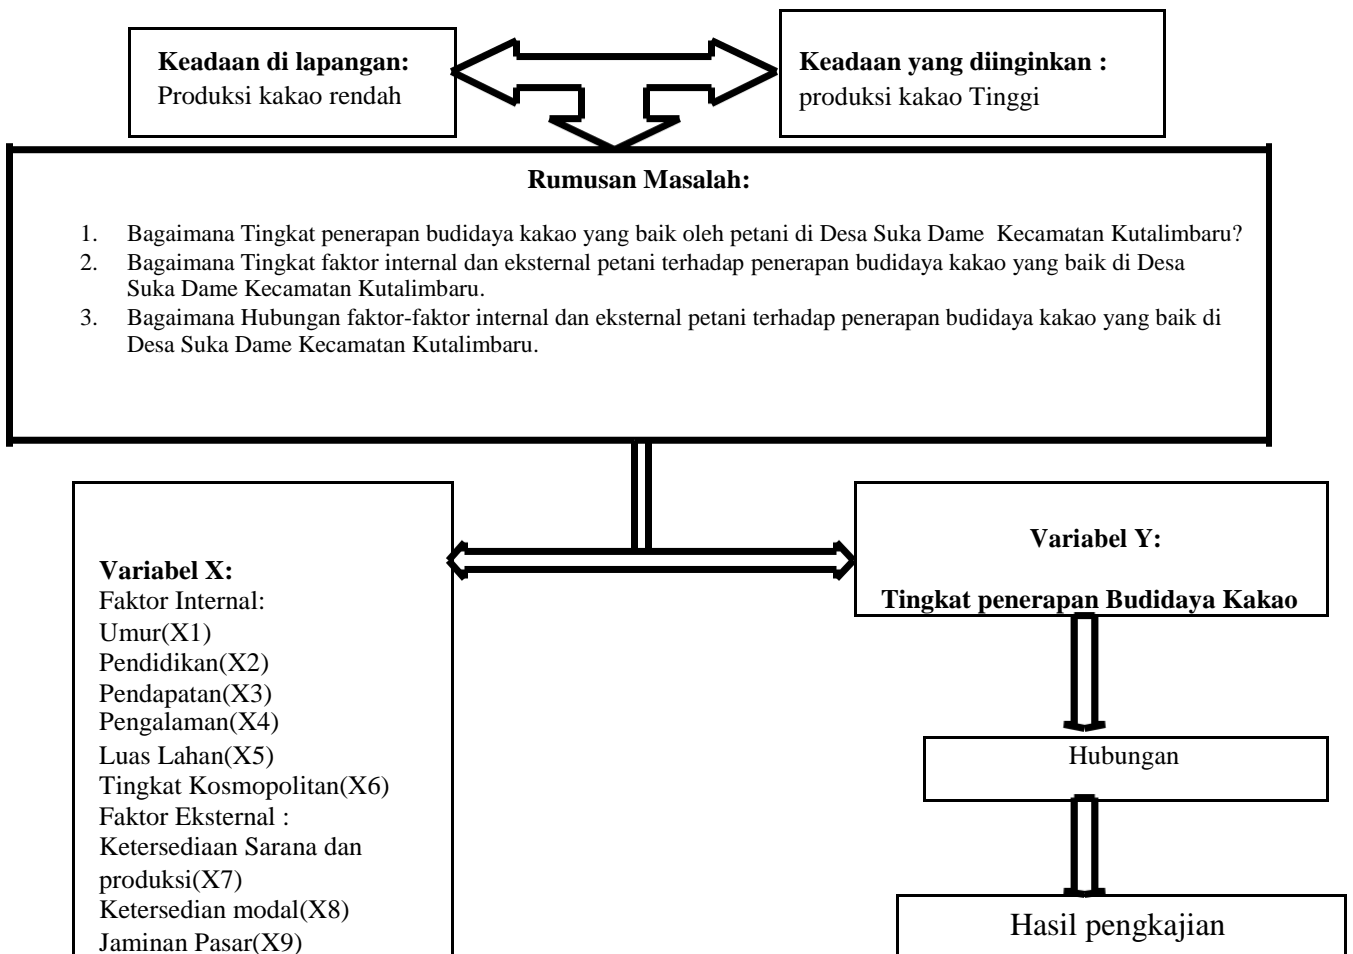 Keadaan di lapangan:
Produksi kakao rendah
Keadaan yang diinginkan :
produksi kakao Tinggi
Rumusan Masalah:
1. Bagaimana Tingkat penerapan budidaya kakao yang baik oleh petani di Desa Suka Dame Kecamatan Kutalimbaru?
2. Bagaimana Tingkat faktor internal dan eksternal petani terhadap penerapan budidaya kakao yang baik di Desa
Suka Dame Kecamatan Kutalimbaru.
3. Bagaimana Hubungan faktor-faktor internal dan eksternal petani terhadap penerapan budidaya kakao yang baik di
Desa Suka Dame Kecamatan Kutalimbaru.
Variabel X:
Faktor Internal:
Umur(X1)
Pendidikan(X2)
Pendapatan(X3)
Pengalaman(X4)
Luas Lahan(X5)
Tingkat Kosmopolitan(X6)
Faktor Eksternal :
Ketersediaan Sarana dan
produksi(X7)
Ketersedian modal(X8)
Jaminan Pasar(X9)
Variabel Y:
Tingkat penerapan Budidaya Kakao
Hubungan
Hasil pengkajian